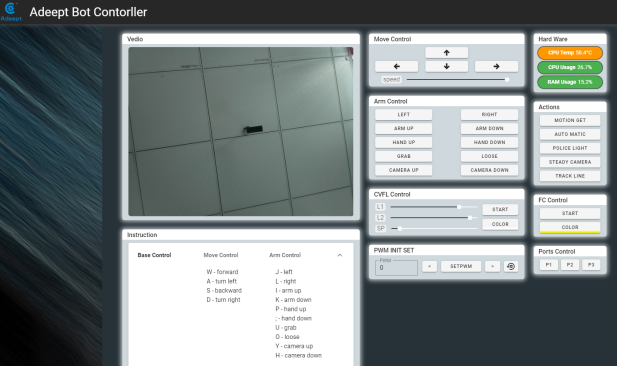 Adeept
Adeept Bot Contorller
Vedio
Instruction
Base Control
Move Control
Arm Control
W - forward
A - turn left
S - backward
D - turn right
J - left
L - right
I - arm up
K - arm down
P - hand up
; - hand down
U - grab
O - loose
Y - camera up
H - camera down
Move Control
speed
Arm Control
LEFT
RIGHT
ARM UP
ARM DOWN
HAND UP
HAND DOWN
GRAB
LOOSE
CAMERA UP
CAMERA DOWN
CVFL Control
L1
START
L2
COLOR
SP
PWM INIT SET
0
<
SETPWM
>
Hard Ware
CPU Temp 58.4°C
CPU Usage 26.7%
RAM Usage 15.2%
Actions
MOTION GET
AUTO MATIC
POLICE LIGHT
STEADY CAMERA
TRACK LINE
FC Control
START
COLOR
Ports Control
P1
P2
P3